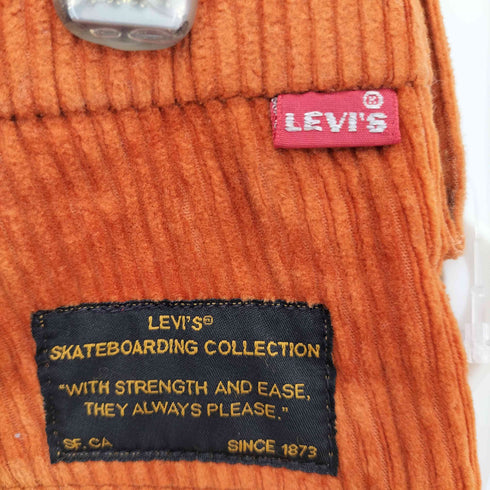 LEVI'S®
LEVI'S®
SKATEBOARDING COLLECTION
"WITH STRENGTH AND EASE,
THEY ALWAYS PLEASE."
SF. CA SINCE 1873